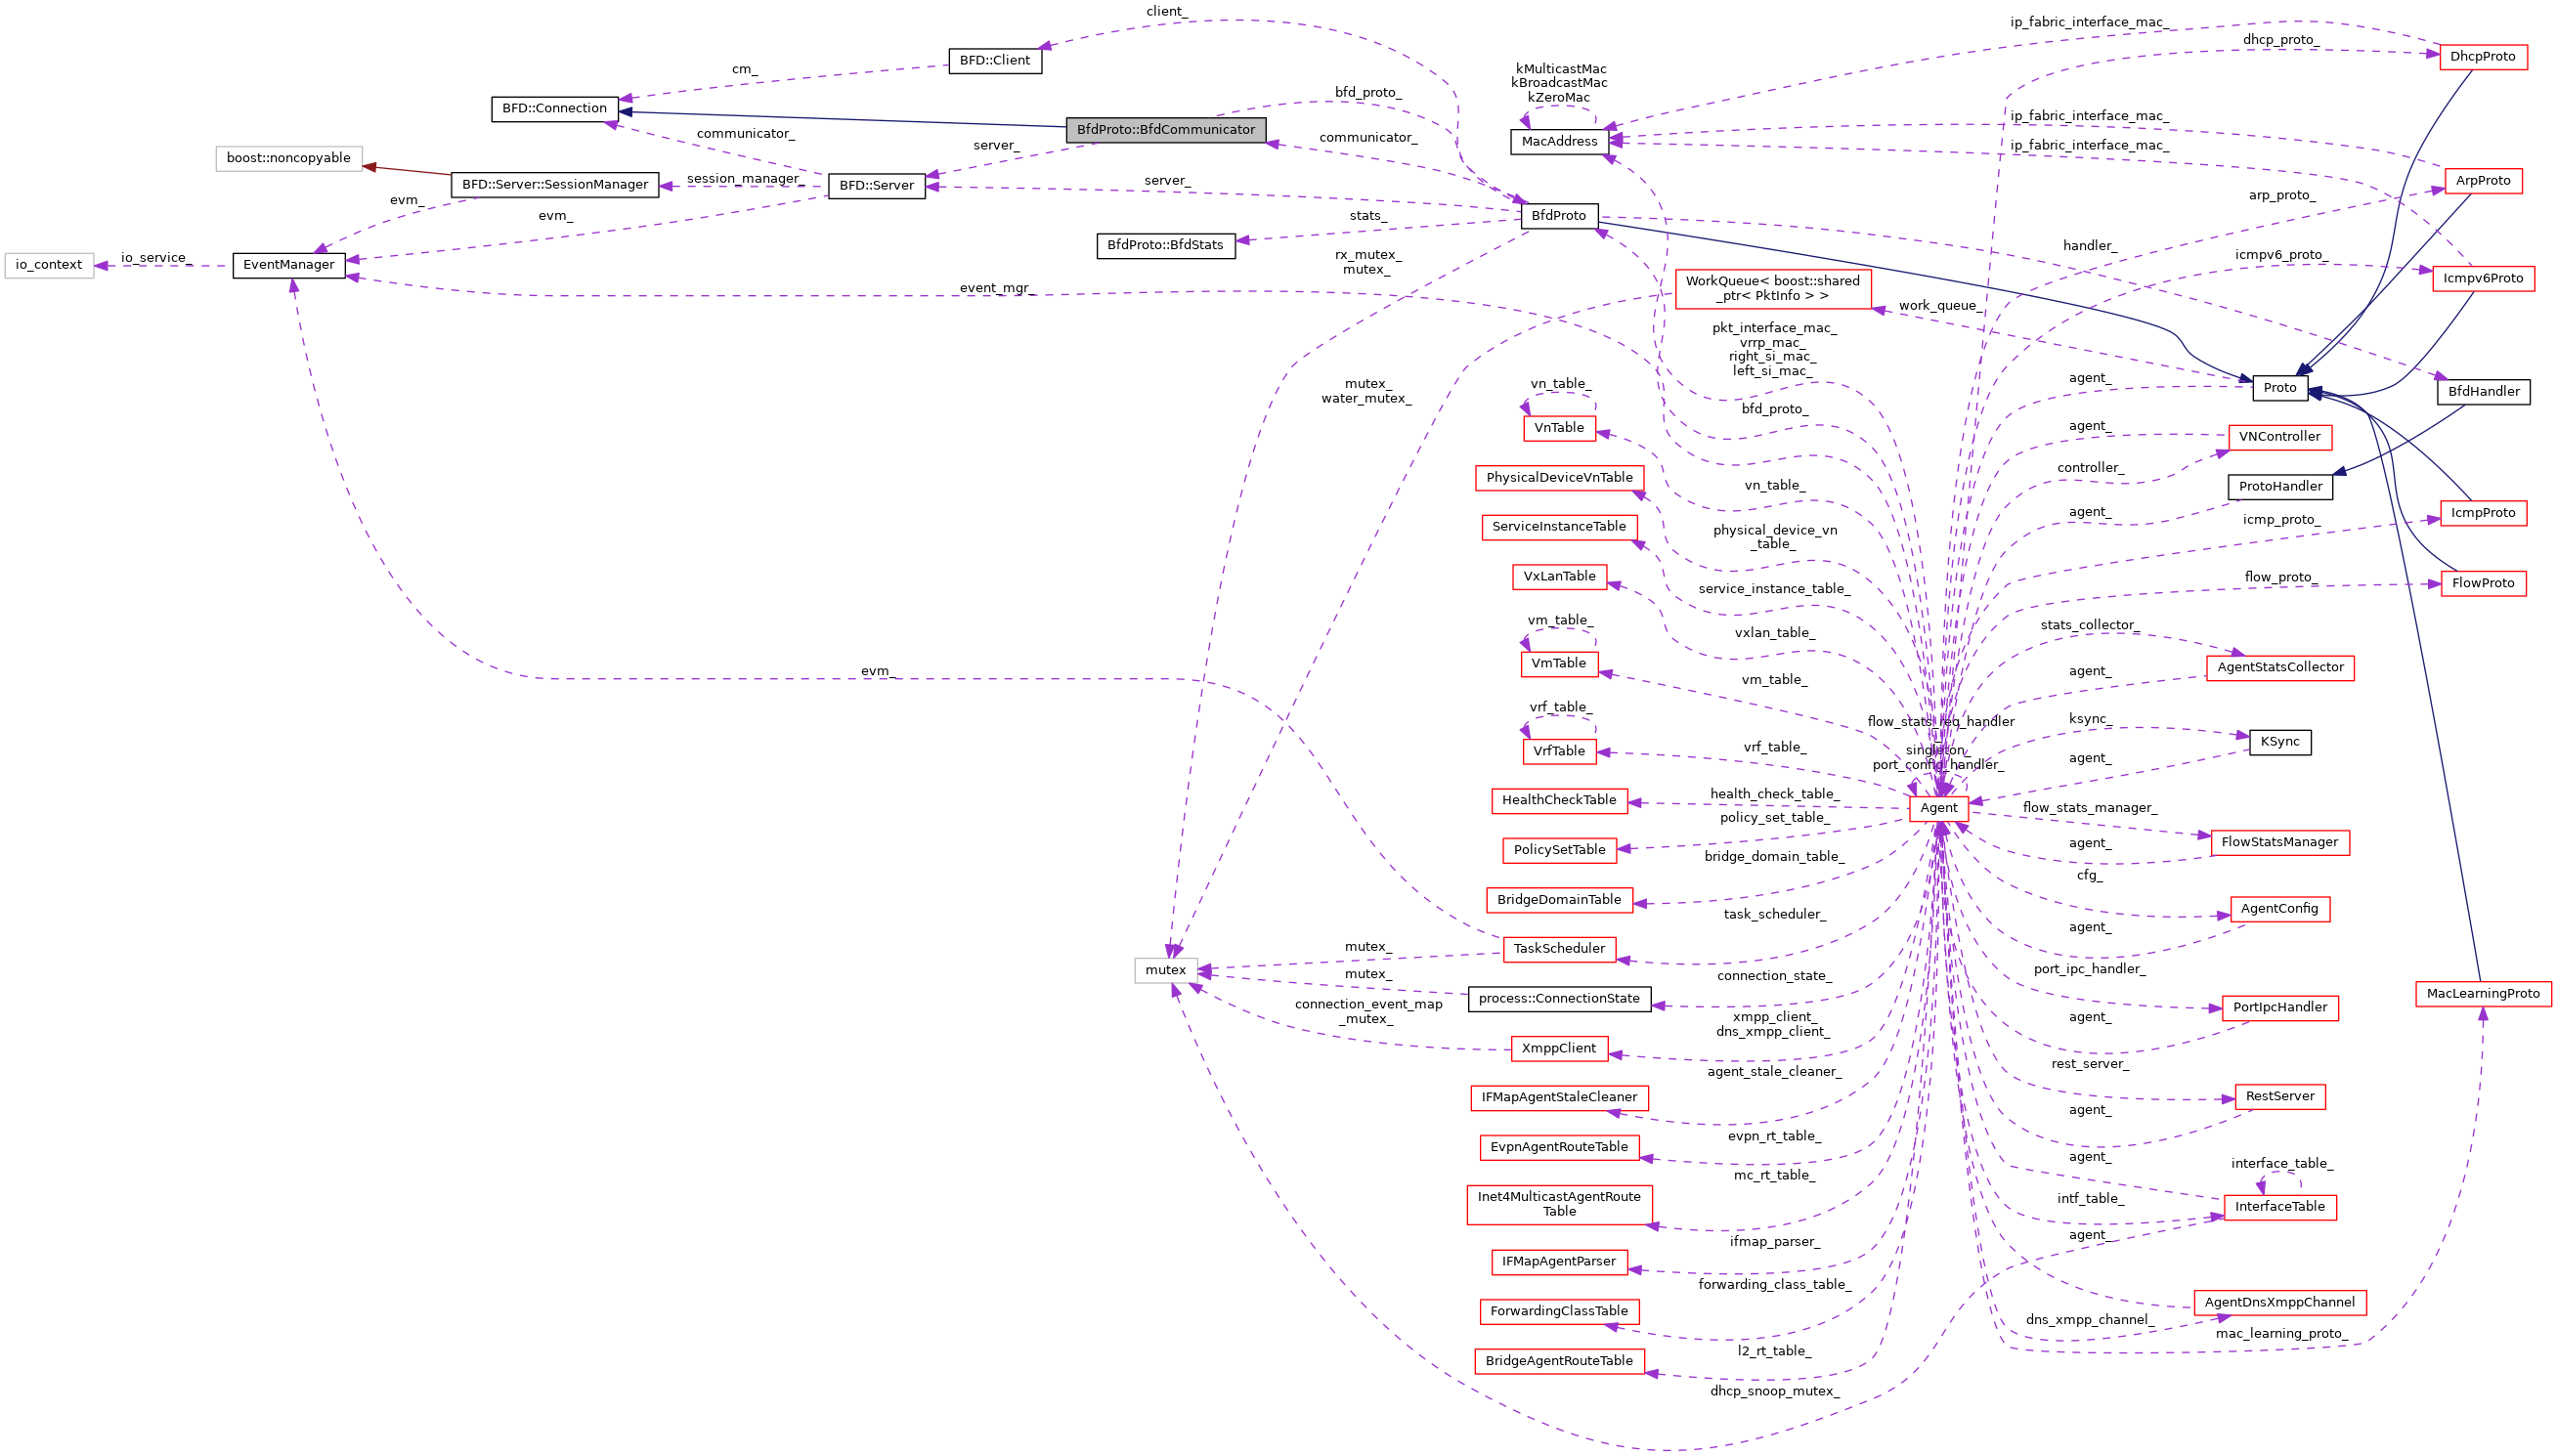 client_
ip_fabric_interface_mac_
dhcp_proto_
DhcpProto
BFD::Client
cm_
kMulticastMac
kBroadcastMac
kZeroMac
bfd_proto_
BFD::Connection
BfdProto::BfdCommunicator
communicator_
communicator_
server_
MacAddress
ip_fabric_interface_mac_
ip_fabric_interface_mac_
boost::noncopyable
BFD::Server::SessionManager
session_manager_
BFD::Server
server_
ArpProto
arp_proto_
evm_
evm_
stats_
BfdProto
BfdProto::BfdStats
handler_
io_context
io_service_
EventManager
rx_mutex_
mutex_
icmpv6_proto_
Icmpv6Proto
event_mgr_
WorkQueue< boost::shared
_ptr< PktInfo > >
work_queue_
pkt_interface_mac_
vrrp_mac_
right_si_mac_
left_si_mac_
mutex_
water_mutex_
vn_table_
agent_
Proto
BfdHandler
bfd_proto_
VnTable
agent_
VNController
PhysicalDeviceVnTable
vn_table_
controller_
ProtoHandler
ServiceInstanceTable
physical_device_vn
_table_
agent_
icmp_proto_
IcmpProto
VxLanTable
service_instance_table_
flow_proto_
FlowProto
vm_table_
vxlan_table_
stats_collector_
VmTable
evm_
vm_table_
agent_
AgentStatsCollector
vrf_table_
flow_stats_req_handler
_
ksync_
VrfTable
vrf_table_
singleton_
port_config_handler_
agent_
KSync
HealthCheckTable
health_check_table_
Agent
flow_stats_manager_
policy_set_table_
PolicySetTable
bridge_domain_table_
agent_
FlowStatsManager
cfg_
BridgeDomainTable
task_scheduler_
AgentConfig
agent_
mutex_
TaskScheduler
mutex
mutex_
connection_state_
port_ipc_handler_
process::ConnectionState
MacLearningProto
connection_event_map
_mutex_
xmpp_client_
dns_xmpp_client_
agent_
PortIpcHandler
XmppClient
agent_stale_cleaner_
rest_server_
IFMapAgentStaleCleaner
agent_
RestServer
EvpnAgentRouteTable
evpn_rt_table_
agent_
interface_table_
Inet4MulticastAgentRoute
Table
mc_rt_table_
intf_table_
InterfaceTable
IFMapAgentParser
ifmap_parser_
agent_
ForwardingClassTable
forwarding_class_table_
AgentDnsXmppChannel
dns_xmpp_channel_
mac_learning_proto_
BridgeAgentRouteTable
l2_rt_table_
dhcp_snoop_mutex_